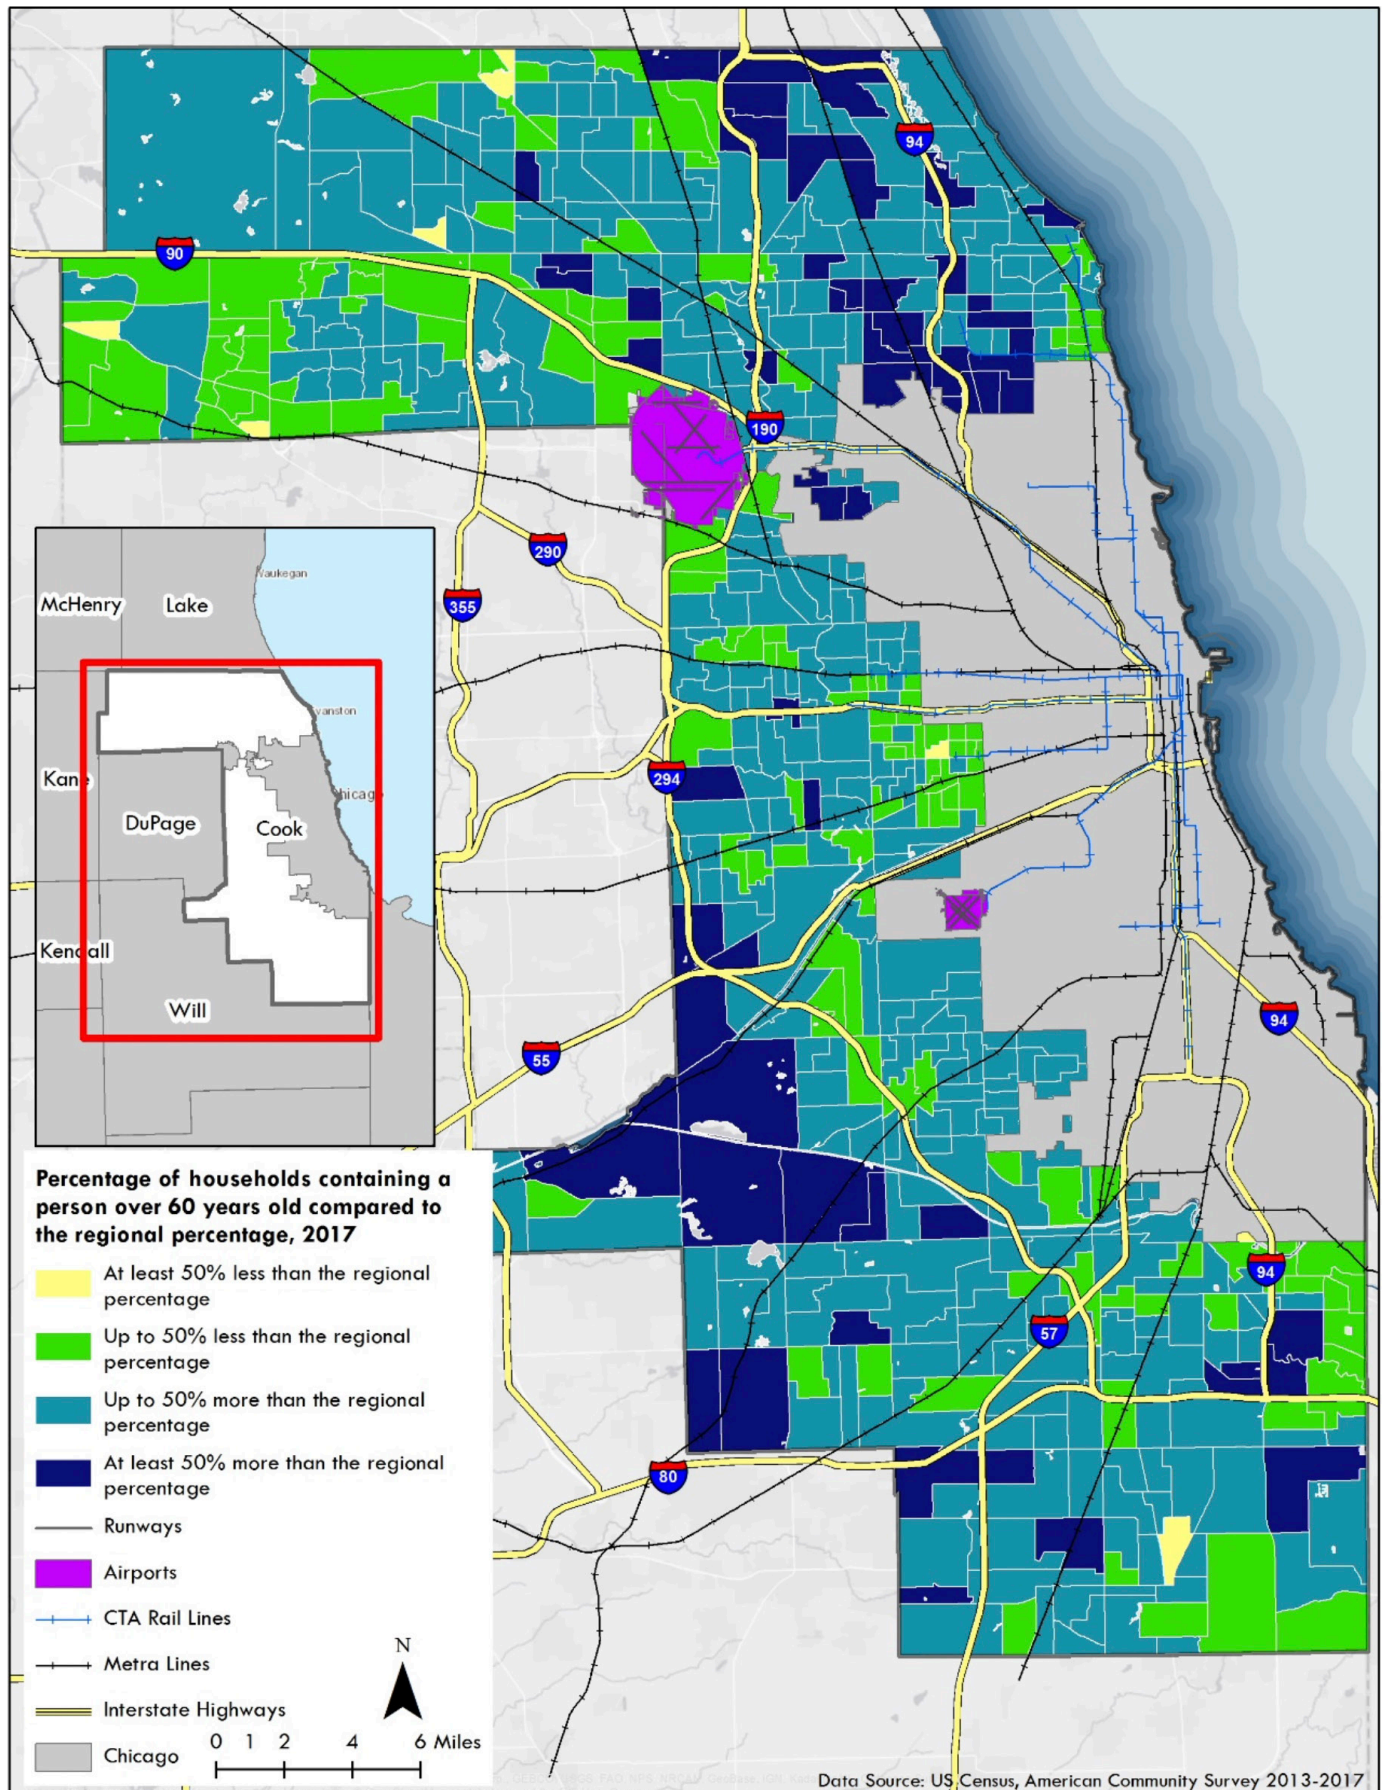 94
90
190
290
355
294
55
94
94
57
80
Waukegan
McHenry
Lake
vanston
Kane
hicago
DuPage
Cook
Kendall
Will
Percentage of households containing a
person over 60 years old compared to
the regional percentage, 2017
At least 50% less than the regional
percentage
Up to 50% less than the regional
percentage
Up to 50% more than the regional
percentage
At least 50% more than the regional
percentage
Runways
Airports
CTA Rail Lines
Metra Lines
N
Interstate Highways
Chicago
0 1 2 4 6 Miles
Data Source: US Census, American Community Survey 2013-2017